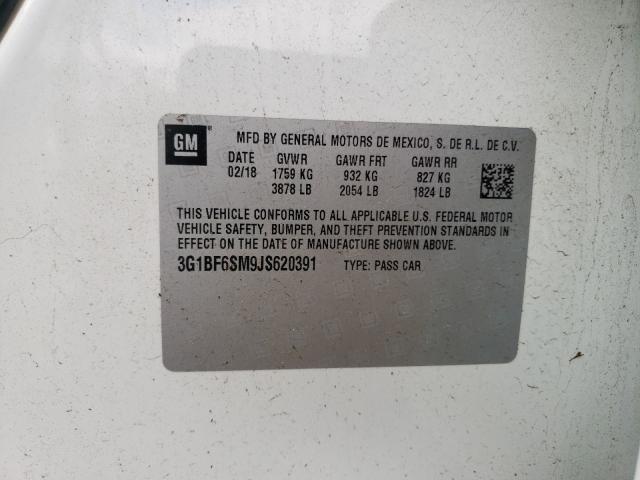 GM ® MFD BY GENERAL MOTORS DE MEXICO, S. DE R.L. DE C.V.
DATE GVWR GAWR FRT GAWR RR
02/18 1759 KG 932 KG 827 KG
3878 LB 2054 LB 1824 LB
THIS VEHICLE CONFORMS TO ALL APPLICABLE U.S. FEDERAL MOTOR
VEHICLE SAFETY, BUMPER, AND THEFT PREVENTION STANDARDS IN
EFFECT ON THE DATE OF MANUFACTURE SHOWN ABOVE.
3G1BF6SM9JS620391 TYPE: PASS CAR